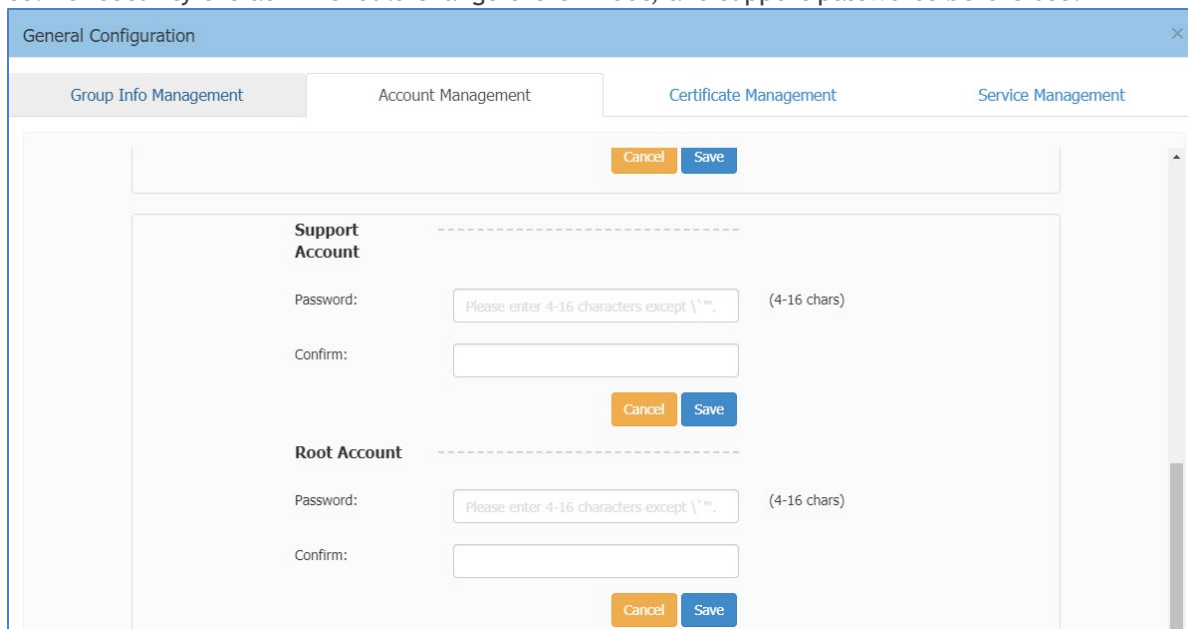 General Configuration ×
Group Info Management Account Management Certificate Management Service Management
Cancel Save
Support
Account
Password: Please enter 4-16 characters except \`"'. (4-16 chars)
Confirm:
Cancel Save
Root Account
Password: Please enter 4-16 characters except \`"'. (4-16 chars)
Confirm:
Cancel Save